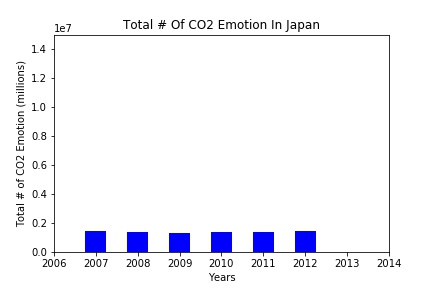 Total # Of CO2 Emotion In Japan
1e7
1.4
1.2
1.0
0.8
0.6
0.4
0.2
0.0
Total # of CO2 Emotion (millions)
2006 2007 2008 2009 2010 2011 2012 2013 2014
Years